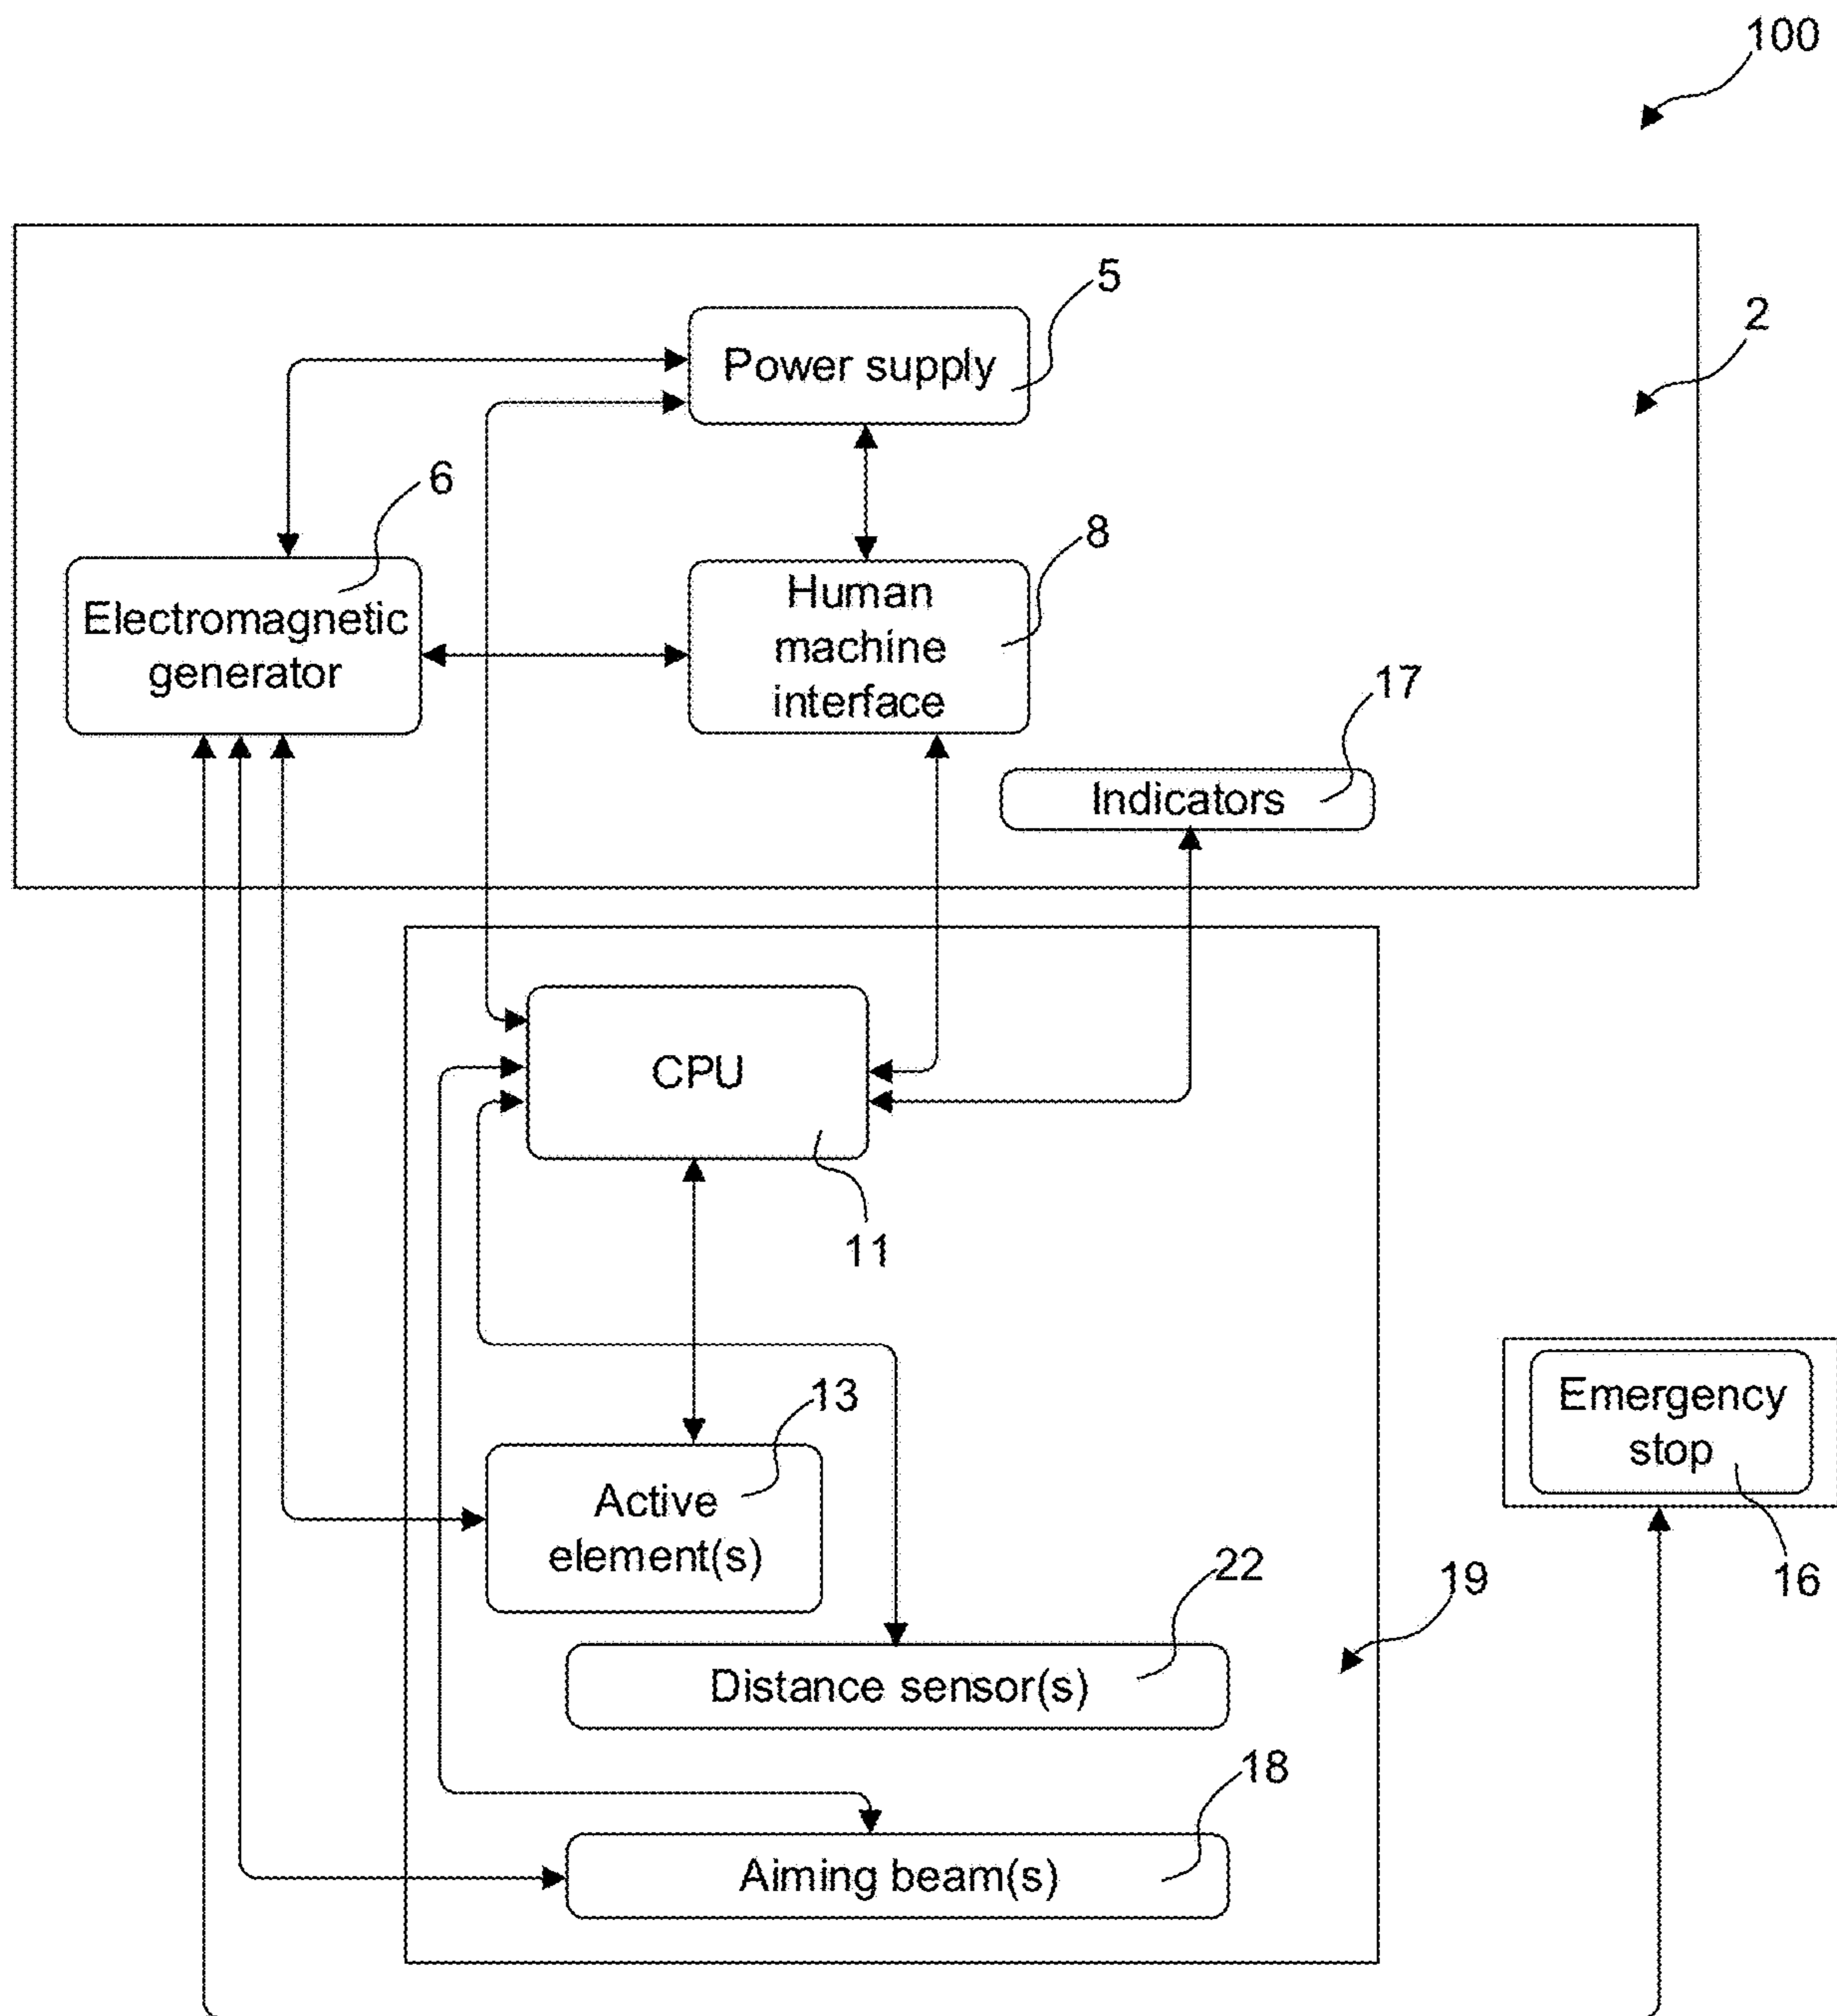 100
5
Power supply
2
6
Electromagnetic
generator
8
Human
machine
interface
17
Indicators
CPU
11
13
Active
element(s)
Emergency
stop
16
22
19
Distance sensor(s)
18
Aiming beam(s)